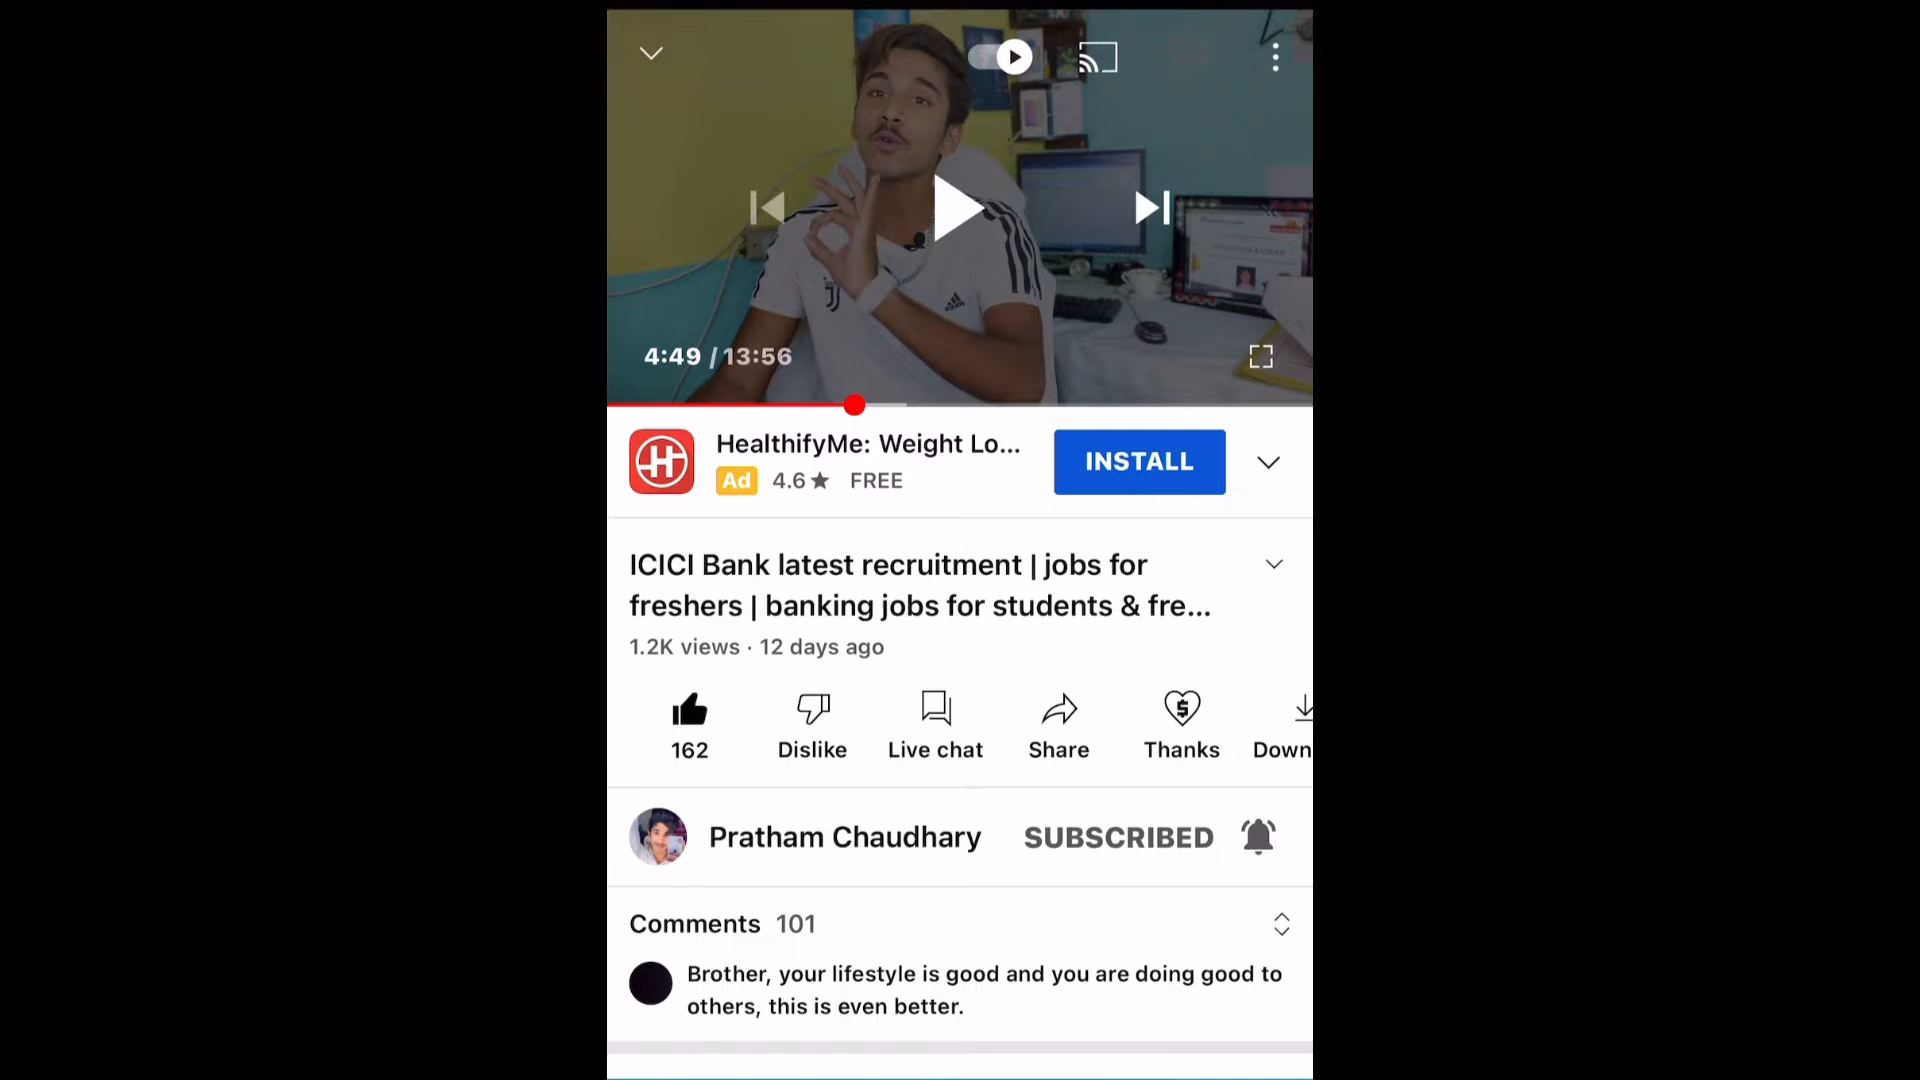 4:49 / 13:56
HealthifyMe: Weight Lo...
Ad 4.6★ FREE
INSTALL
ICICI Bank latest recruitment | jobs for
freshers | banking jobs for students & fre...
1.2K views · 12 days ago
162 Dislike Live chat Share Thanks Down
Pratham Chaudhary SUBSCRIBED
Comments 101
Brother, your lifestyle is good and you are doing good to
others, this is even better.